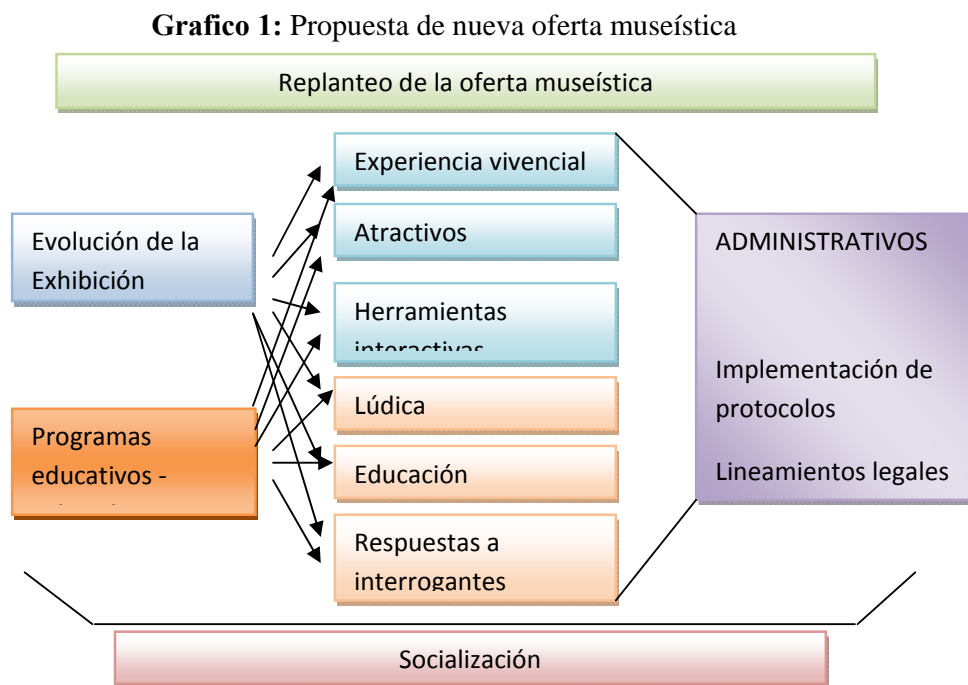 Grafico 1: Propuesta de nueva oferta museística
Replanteo de la oferta museística
Evolución de la
Exhibición
Programas
educativos -
Experiencia vivencial
Atractivos
Herramientas
interactivas
Lúdica
Educación
Respuestas a
interrogantes
ADMINISTRATIVOS
Implementación de
protocolos
Lineamientos legales
Socialización